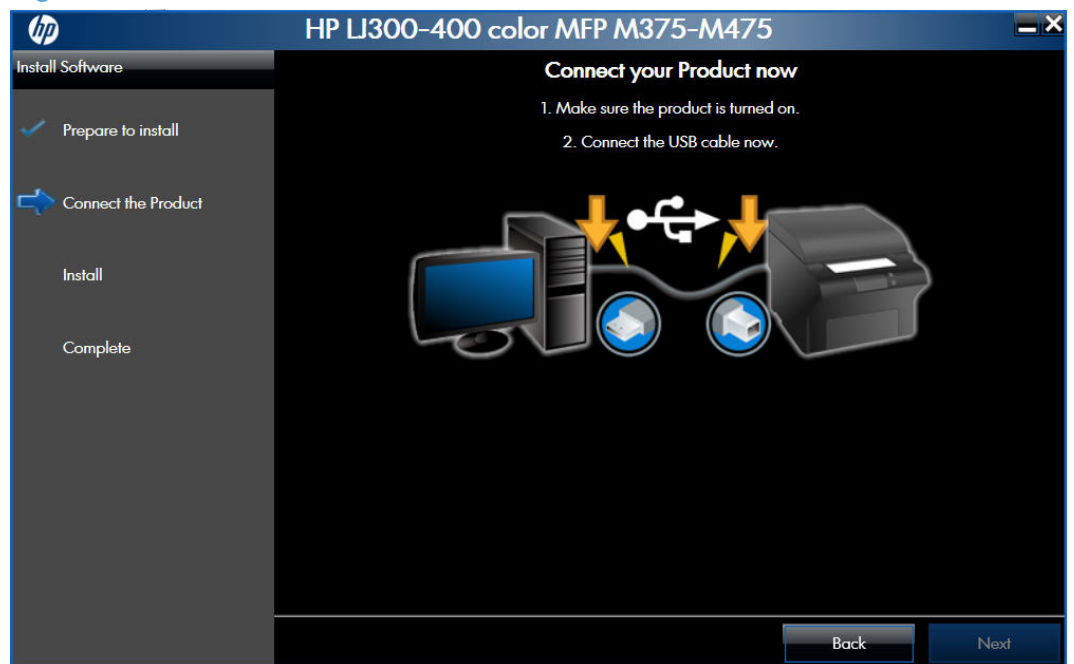 hp
HP LJ300-400 color MFP M375-M475
Install Software
Prepare to install
Connect the Product
Install
Complete
Connect your Product now
1. Make sure the product is turned on.
2. Connect the USB cable now.
Back
Next